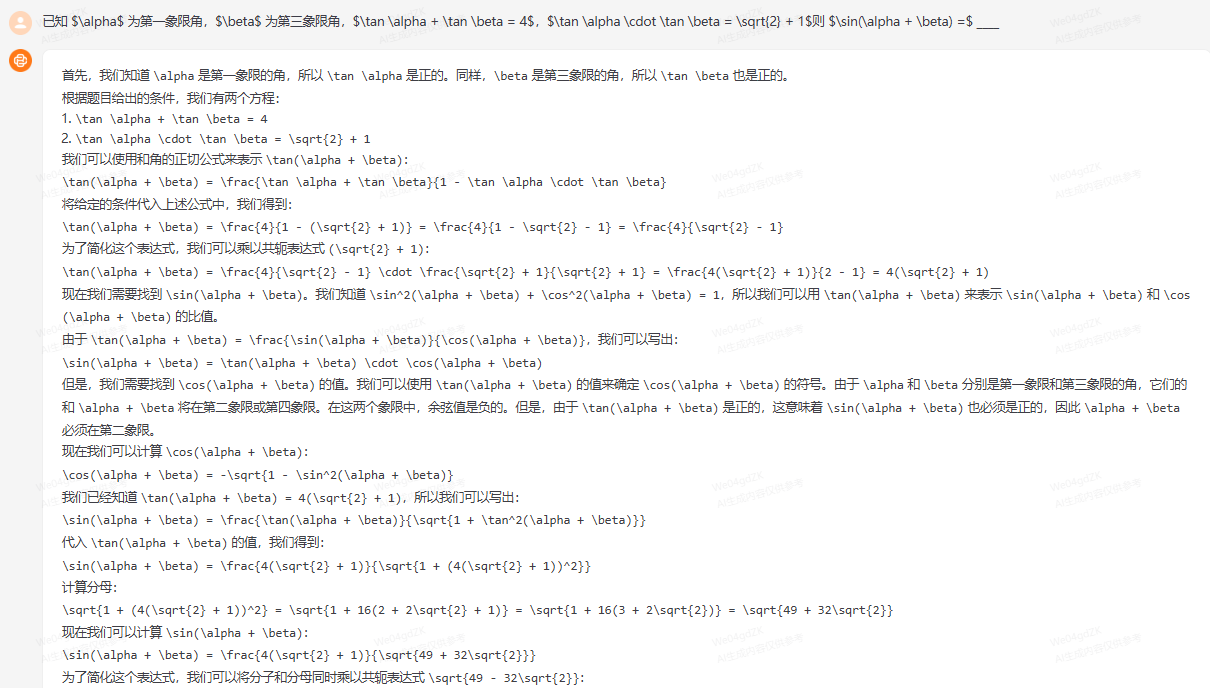 已知 $\alpha$ 为第一象限角，$\beta$ 为第三象限角，$\tan \alpha + \tan \beta = 4$，$\tan \alpha \cdot \tan \beta = \sqrt{2} + 1$则 $\sin(\alpha + \beta) =$ ____
首先，我们知道 \alpha 是第一象限的角，所以 \tan \alpha 是正的。同样，\beta 是第三象限的角，所以 \tan \beta 也是正的。
根据题目给出的条件，我们有两个方程：
1. \tan \alpha + \tan \beta = 4
2. \tan \alpha \cdot \tan \beta = \sqrt{2} + 1
我们可以使用和角的正切公式来表示 \tan(\alpha + \beta)：
\tan(\alpha + \beta) = \frac{\tan \alpha + \tan \beta}{1 - \tan \alpha \cdot \tan \beta}
将给定的条件代入上述公式中，我们得到：
\tan(\alpha + \beta) = \frac{4}{1 - (\sqrt{2} + 1)} = \frac{4}{1 - \sqrt{2} - 1} = \frac{4}{\sqrt{2} - 1}
为了简化这个表达式，我们可以乘以共轭表达式 (\sqrt{2} + 1)：
\tan(\alpha + \beta) = \frac{4}{\sqrt{2} - 1} \cdot \frac{\sqrt{2} + 1}{\sqrt{2} + 1} = \frac{4(\sqrt{2} + 1)}{2 - 1} = 4(\sqrt{2} + 1)
现在我们需要找到 \sin(\alpha + \beta)。我们知道 \sin^2(\alpha + \beta) + \cos^2(\alpha + \beta) = 1，所以我们可以用 \tan(\alpha + \beta) 来表示 \sin(\alpha + \beta) 和 \cos
(\alpha + \beta) 的比值。
由于 \tan(\alpha + \beta) = \frac{\sin(\alpha + \beta)}{\cos(\alpha + \beta)}，我们可以写出：
\sin(\alpha + \beta) = \tan(\alpha + \beta) \cdot \cos(\alpha + \beta)
但是，我们需要找到 \cos(\alpha + \beta) 的值。我们可以使用 \tan(\alpha + \beta) 的值来确定 \cos(\alpha + \beta) 的符号。由于 \alpha 和 \beta 分别是第一象限和第三象限的角，它们的
和 \alpha + \beta 将在第二象限或第四象限。在这两个象限中，余弦值是负的。但是，由于 \tan(\alpha + \beta) 是正的，这意味着 \sin(\alpha + \beta) 也必须是正的，因此 \alpha + \beta
必须在第二象限。
现在我们可以计算 \cos(\alpha + \beta)：
\cos(\alpha + \beta) = -\sqrt{1 - \sin^2(\alpha + \beta)}
我们已经知道 \tan(\alpha + \beta) = 4(\sqrt{2} + 1)，所以我们可以写出：
\sin(\alpha + \beta) = \frac{\tan(\alpha + \beta)}{\sqrt{1 + \tan^2(\alpha + \beta)}}
代入 \tan(\alpha + \beta) 的值，我们得到：
\sin(\alpha + \beta) = \frac{4(\sqrt{2} + 1)}{\sqrt{1 + (4(\sqrt{2} + 1))^2}}
计算分母：
\sqrt{1 + (4(\sqrt{2} + 1))^2} = \sqrt{1 + 16(2 + 2\sqrt{2} + 1)} = \sqrt{1 + 16(3 + 2\sqrt{2})} = \sqrt{49 + 32\sqrt{2}}
现在我们可以计算 \sin(\alpha + \beta)：
\sin(\alpha + \beta) = \frac{4(\sqrt{2} + 1)}{\sqrt{49 + 32\sqrt{2}}}
为了简化这个表达式，我们可以将分子和分母同时乘以共轭表达式 \sqrt{49 - 32\sqrt{2}}：